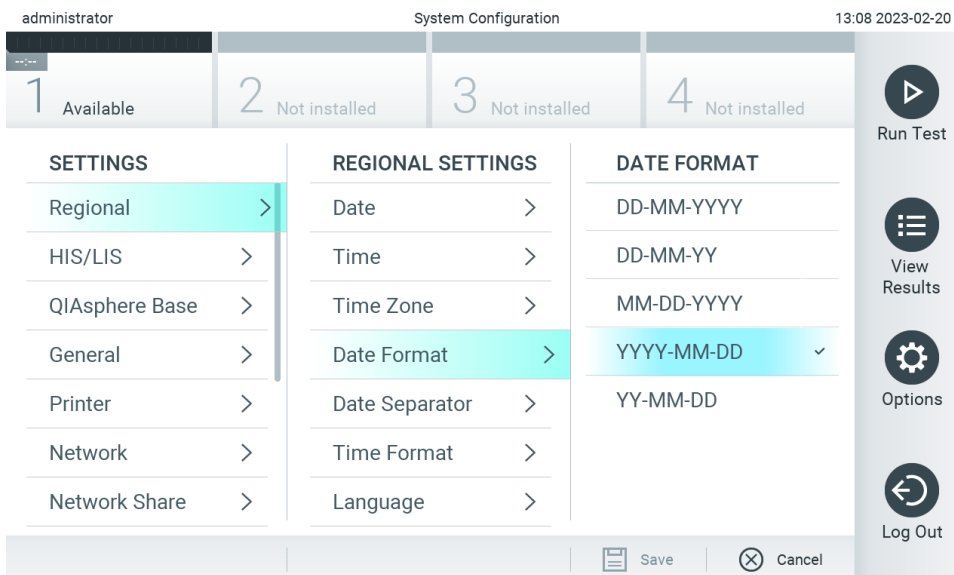 administrator System Configuration 13:08 2023-02-20
--:--
1 Available 2 Not installed 3 Not installed 4 Not installed
Run Test
SETTINGS REGIONAL SETTINGS DATE FORMAT
Regional Date DD-MM-YYYY
HIS/LIS Time DD-MM-YY
View
Results
QIAsphere Base Time Zone MM-DD-YYYY
General Date Format YYYY-MM-DD
Options
Printer Date Separator YY-MM-DD
Network Time Format
Network Share Language
Log Out
Save Cancel